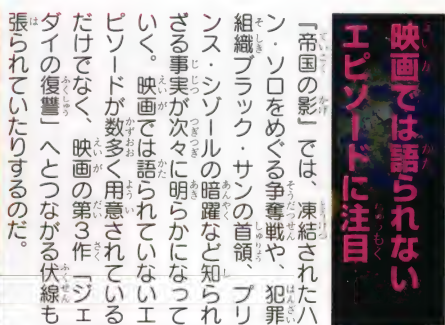 映画では語られない
エピソードに注目
『帝国の影』では、凍結されたハ
ン・ソロをめぐる争奪戦や、犯罪
組織ブラック・サンの首領、プリ
ンス・シゾールの暗躍など知られ
ざる事実が次々に明らかになって
いく。映画では語られていないエ
ピソードが数多く用意されている
だけでなく、映画の第3作『ジェ
ダイの復讐』へとつながる伏線も
張られていたりするのだ。